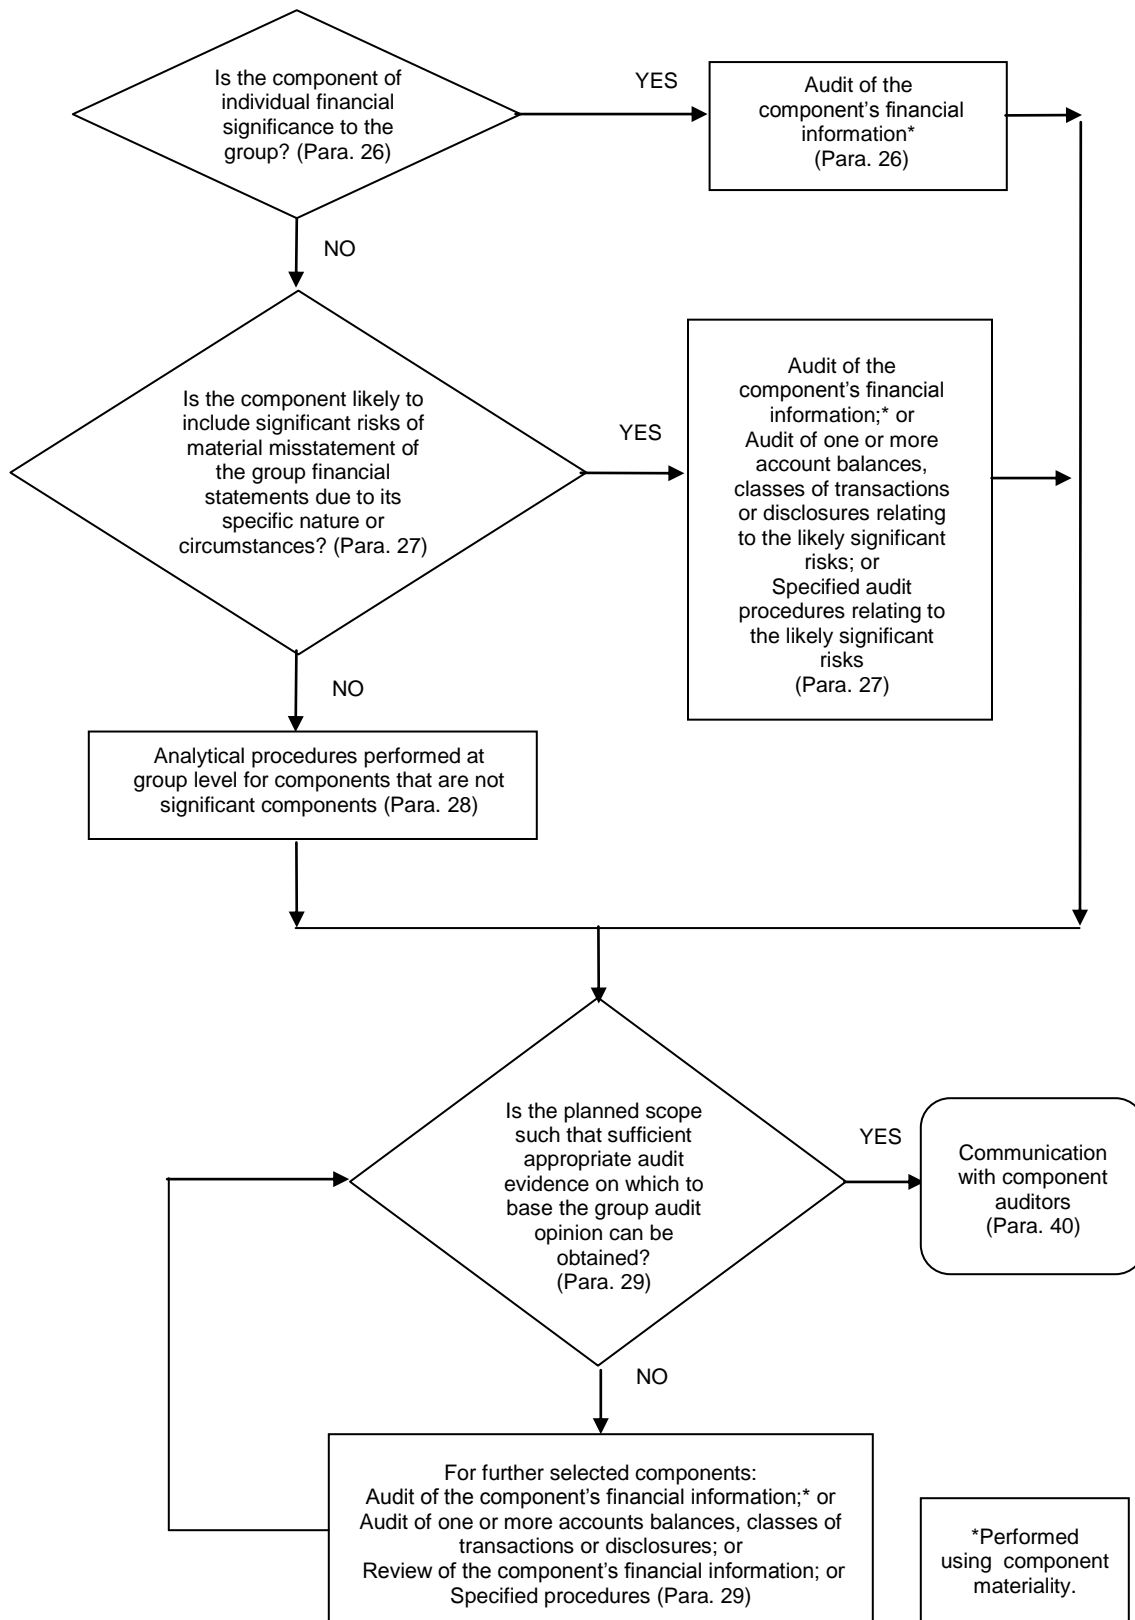 Is the component of
individual financial
significance to the
group? (Para. 26)
YES
Audit of the
component’s financial
information*
(Para. 26)
NO
Is the component likely to
include significant risks of
material misstatement of
the group financial
statements due to its
specific nature or
circumstances? (Para. 27)
YES
Audit of the
component’s financial
information;* or
Audit of one or more
account balances,
classes of transactions
or disclosures relating
to the likely significant
risks; or
Specified audit
procedures relating to
the likely significant
risks
(Para. 27)
NO
Analytical procedures performed at
group level for components that are not
significant components (Para. 28)
Is the planned scope
such that sufficient
appropriate audit
evidence on which to
base the group audit
opinion can be
obtained?
(Para. 29)
YES
Communication
with component
auditors
(Para. 40)
NO
For further selected components:
Audit of the component’s financial information;* or
Audit of one or more accounts balances, classes of
transactions or disclosures; or
Review of the component’s financial information; or
Specified procedures (Para. 29)
*Performed
using component
materiality.